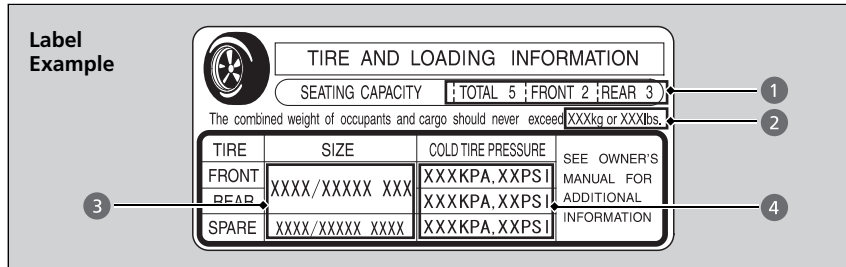 Label
Example
TIRE AND LOADING INFORMATION
SEATING CAPACITY TOTAL 5 FRONT 2 REAR 3
The combined weight of occupants and cargo should never exceed XXXkg or XXXlbs.
TIRE SIZE COLD TIRE PRESSURE
FRONT XXXX/XXXXX XXX XXXKPA,XXPSI
REAR XXXKPA,XXPSI
SPARE XXXX/XXXXX XXXX XXXKPA,XXPSI
SEE OWNER'S
MANUAL FOR
ADDITIONAL
INFORMATION
1
2
3
4